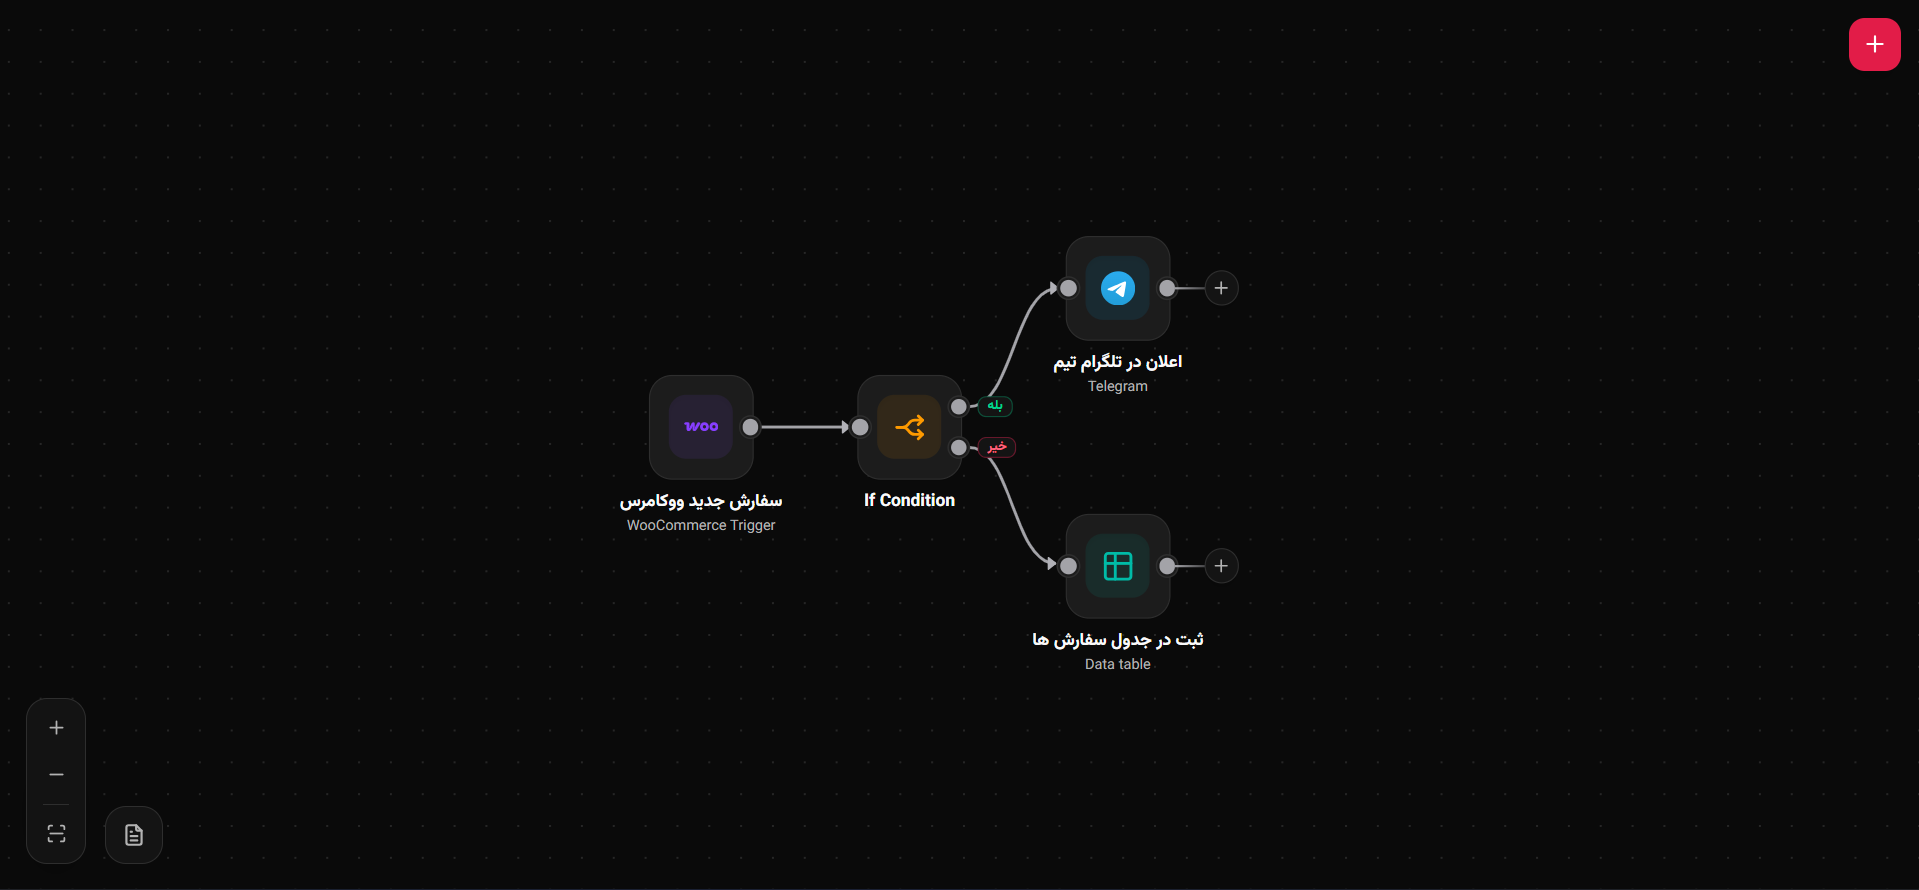 اعلان در تلگرام تیم
Telegram
بله
woo
خیر
سفارش جدید ووکامرس
WooCommerce Trigger
If Condition
ثبت در جدول سفارش ها
Data table